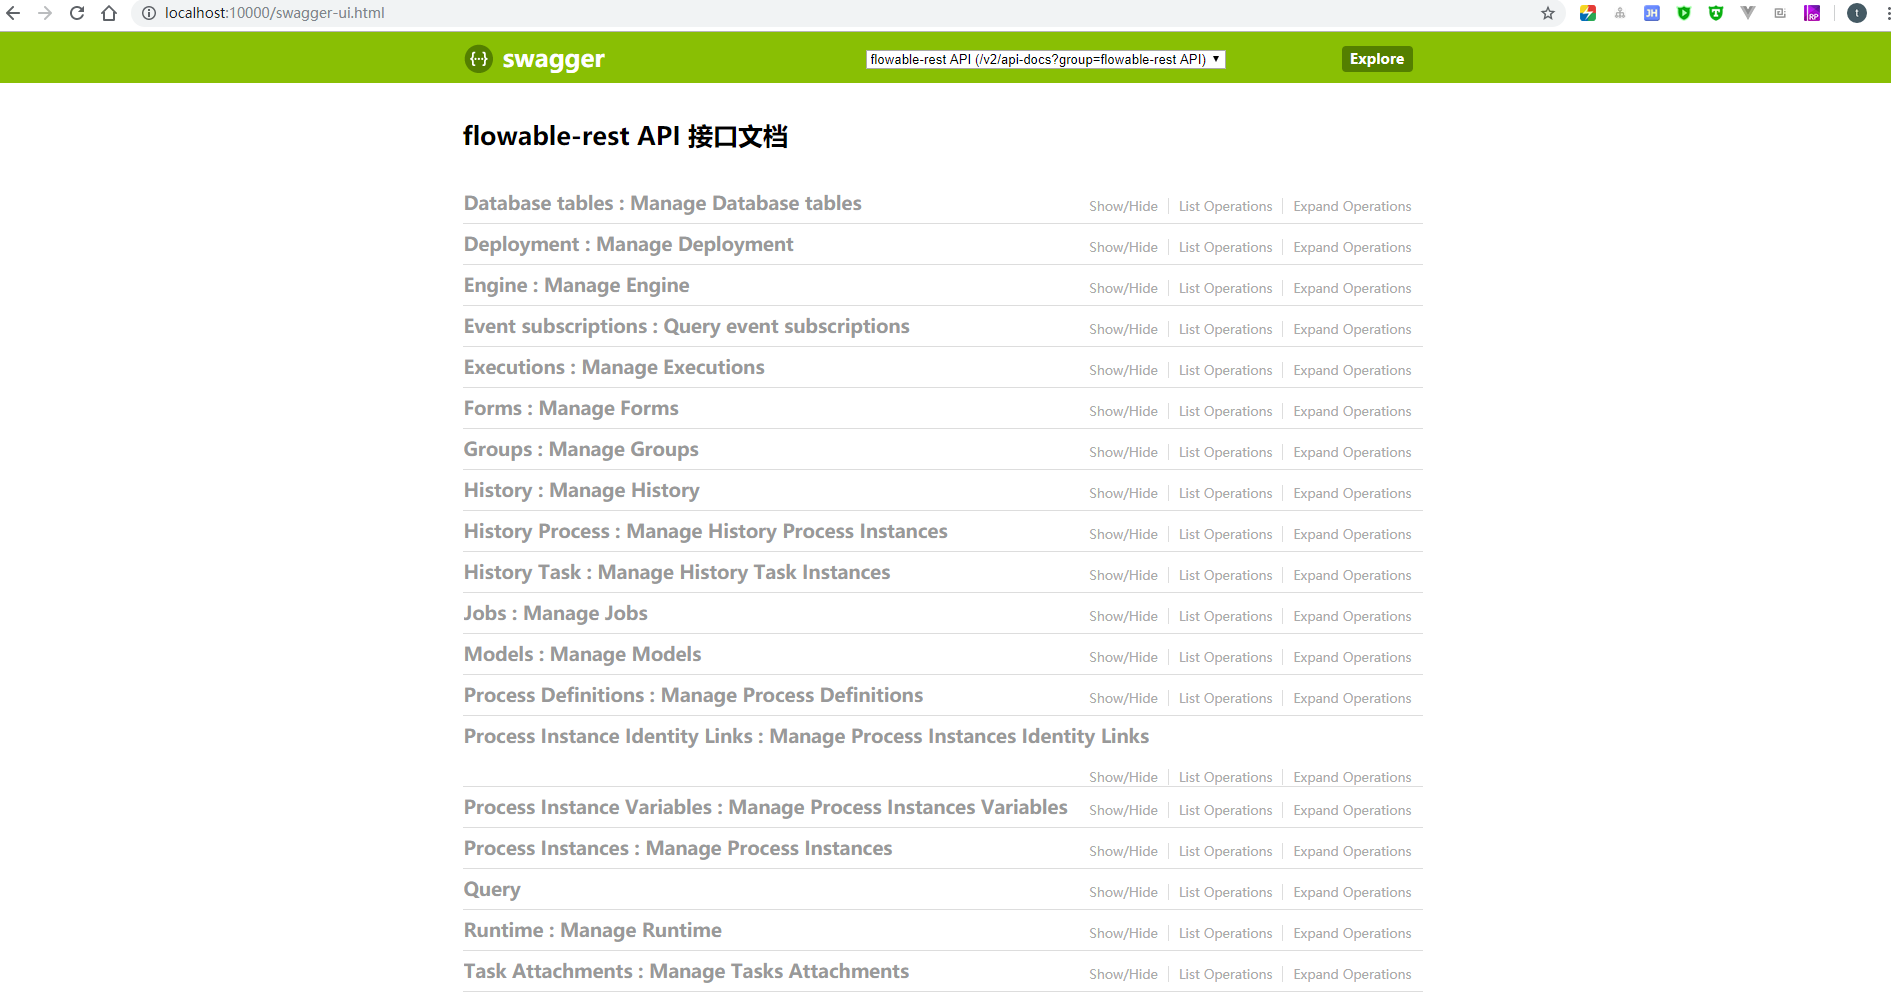 localhost:10000/swagger-ui.html
JH
RP
t
{···} swagger
flowable-rest API (/v2/api-docs?group=flowable-rest API)
Explore
flowable-rest API 接口文档
Database tables : Manage Database tables Show/Hide List Operations Expand Operations
Deployment : Manage Deployment Show/Hide List Operations Expand Operations
Engine : Manage Engine Show/Hide List Operations Expand Operations
Event subscriptions : Query event subscriptions Show/Hide List Operations Expand Operations
Executions : Manage Executions Show/Hide List Operations Expand Operations
Forms : Manage Forms Show/Hide List Operations Expand Operations
Groups : Manage Groups Show/Hide List Operations Expand Operations
History : Manage History Show/Hide List Operations Expand Operations
History Process : Manage History Process Instances Show/Hide List Operations Expand Operations
History Task : Manage History Task Instances Show/Hide List Operations Expand Operations
Jobs : Manage Jobs Show/Hide List Operations Expand Operations
Models : Manage Models Show/Hide List Operations Expand Operations
Process Definitions : Manage Process Definitions Show/Hide List Operations Expand Operations
Process Instance Identity Links : Manage Process Instances Identity Links
Show/Hide List Operations Expand Operations
Process Instance Variables : Manage Process Instances Variables Show/Hide List Operations Expand Operations
Process Instances : Manage Process Instances Show/Hide List Operations Expand Operations
Query Show/Hide List Operations Expand Operations
Runtime : Manage Runtime Show/Hide List Operations Expand Operations
Task Attachments : Manage Tasks Attachments Show/Hide List Operations Expand Operations